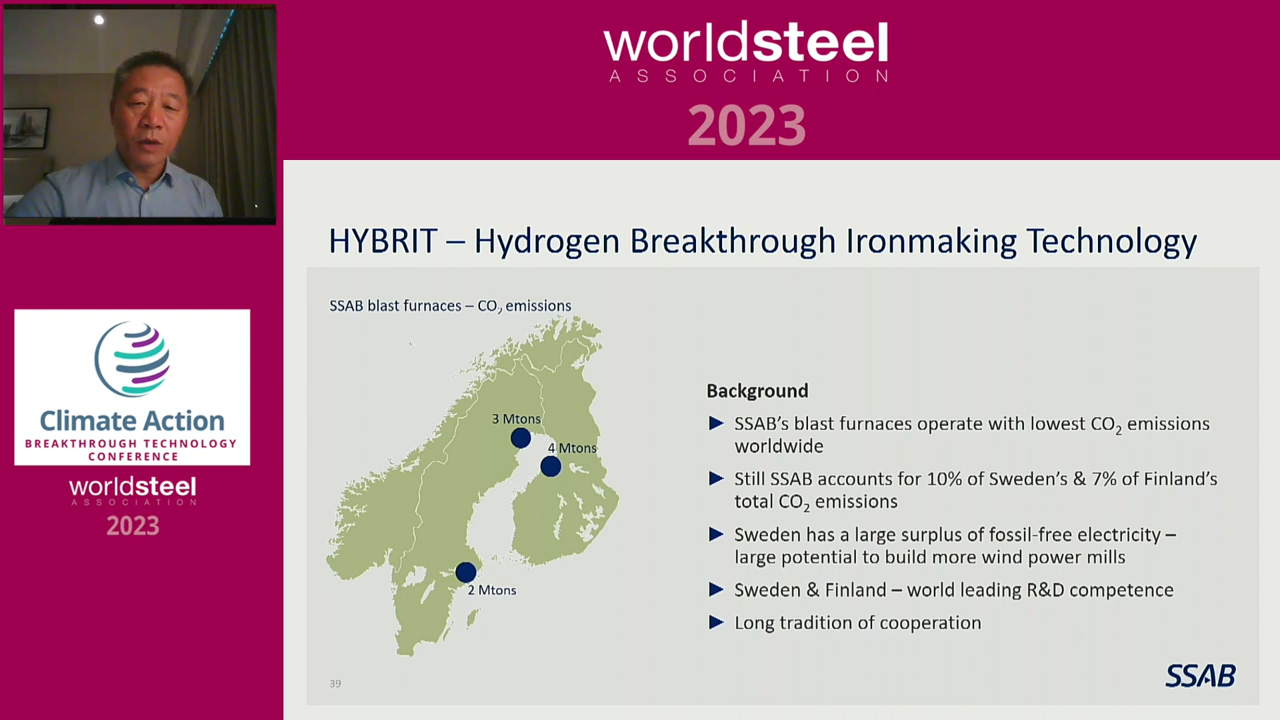 worldsteel
ASSOCIATION
2023
Climate Action
BREAKTHROUGH TECHNOLOGY
CONFERENCE
worldsteel
ASSOCIATION
2023
HYBRIT – Hydrogen Breakthrough Ironmaking Technology
SSAB blast furnaces – CO₂ emissions
3 Mtons
4 Mtons
2 Mtons
Background
► SSAB's blast furnaces operate with lowest CO₂ emissions
worldwide
► Still SSAB accounts for 10% of Sweden's & 7% of Finland's
total CO₂ emissions
► Sweden has a large surplus of fossil-free electricity –
large potential to build more wind power mills
► Sweden & Finland – world leading R&D competence
► Long tradition of cooperation
39
SSAB